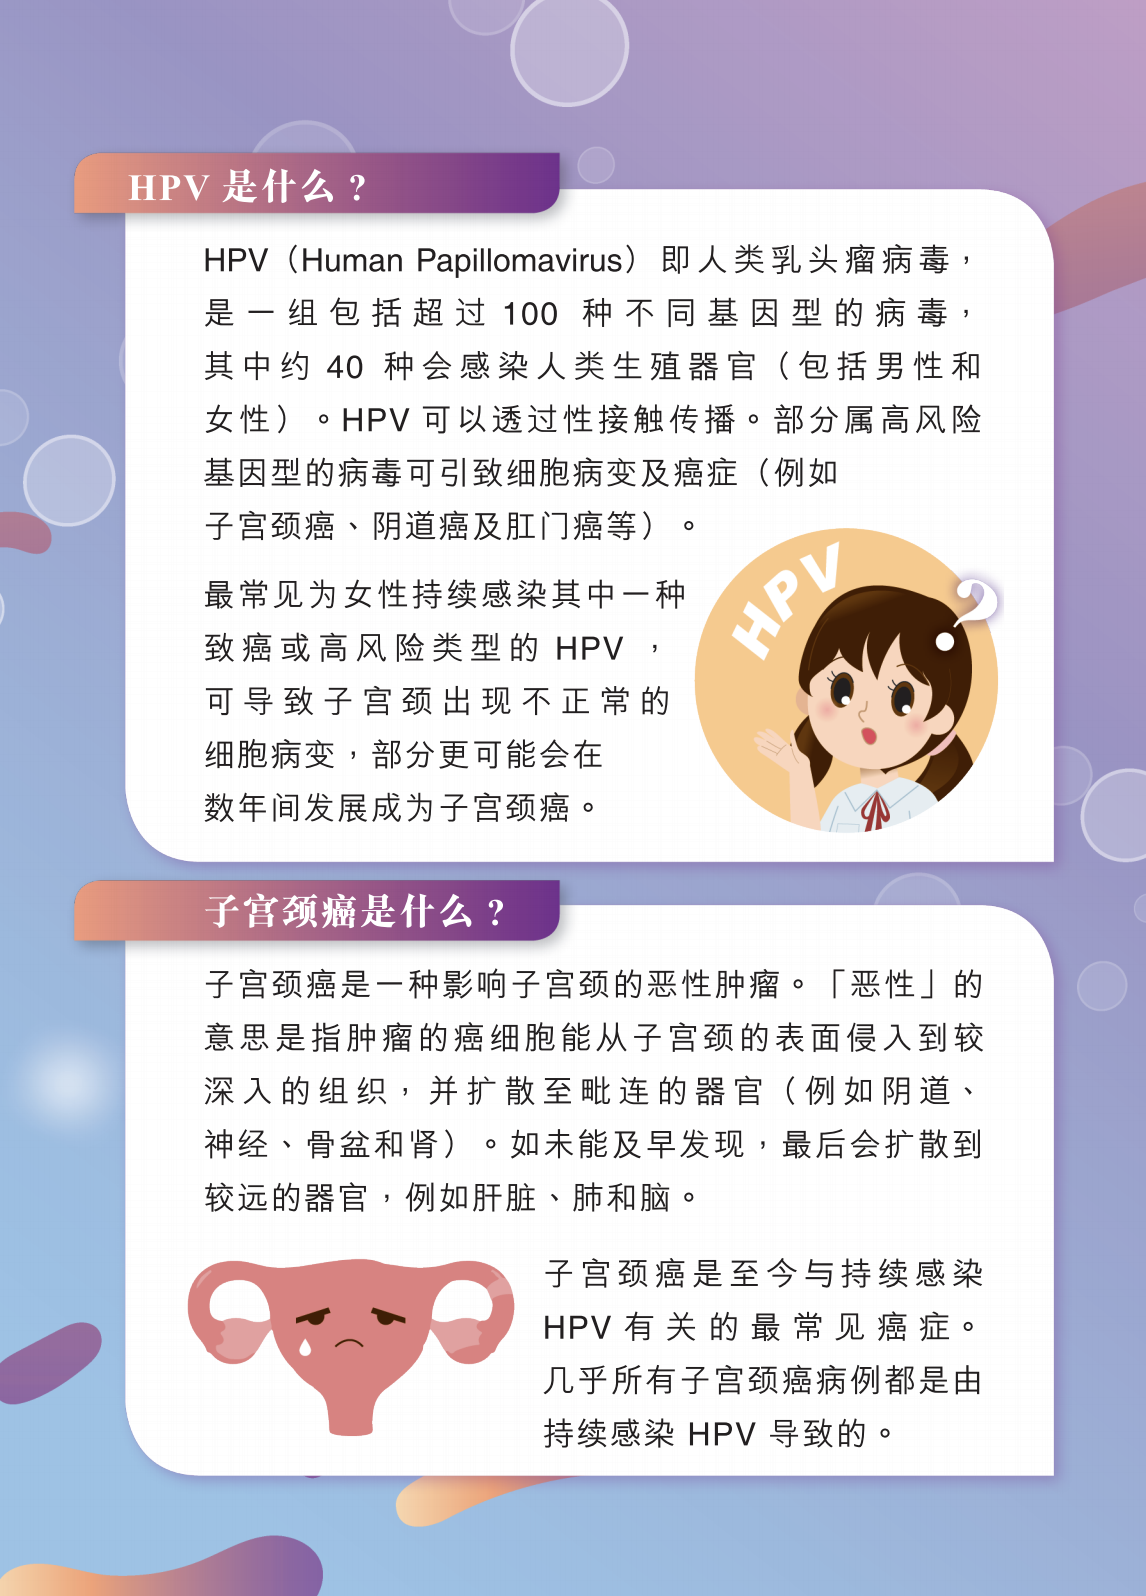 HPV 是什么？
HPV（Human Papillomavirus）即人类乳头瘤病毒，
是一组包括超过 100 种不同基因型的病毒，
其中约 40 种会感染人类生殖器官（包括男性和
女性）。HPV 可以透过性接触传播。部分属高风险
基因型的病毒可引致细胞病变及癌症（例如
子宫颈癌、阴道癌及肛门癌等）。
最常见为女性持续感染其中一种
致癌或高风险类型的 HPV ，
可导致子宫颈出现不正常的
细胞病变，部分更可能会在
数年间发展成为子宫颈癌。
HPV
?
子宫颈癌是什么？
子宫颈癌是一种影响子宫颈的恶性肿瘤。「恶性」的
意思是指肿瘤的癌细胞能从子宫颈的表面侵入到较
深入的组织，并扩散至毗连的器官（例如阴道、
神经、骨盆和肾）。如未能及早发现，最后会扩散到
较远的器官，例如肝脏、肺和脑。
子宫颈癌是至今与持续感染
HPV 有关的最常见癌症。
几乎所有子宫颈癌病例都是由
持续感染 HPV 导致的。